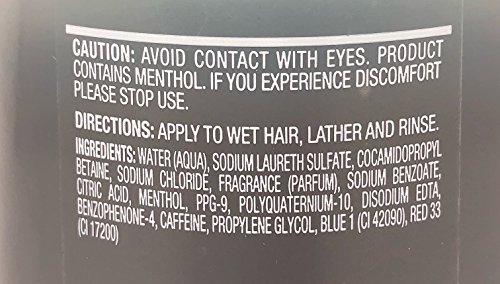 CAUTION: AVOID CONTACT WITH EYES. PRODUCT
CONTAINS MENTHOL. IF YOU EXPERIENCE DISCOMFORT
PLEASE STOP USE.
DIRECTIONS: APPLY TO WET HAIR, LATHER AND RINSE.
INGREDIENTS: WATER (AQUA), SODIUM LAURETH SULFATE, COCAMIDOPROPYL
BETAINE, SODIUM CHLORIDE, FRAGRANCE (PARFUM), SODIUM BENZOATE,
CITRIC ACID, MENTHOL, PPG-9, POLYQUATERNIUM-10, DISODIUM EDTA,
BENZOPHENONE-4, CAFFEINE, PROPYLENE GLYCOL, BLUE 1 (CI 42090), RED 33
(CI 17200)